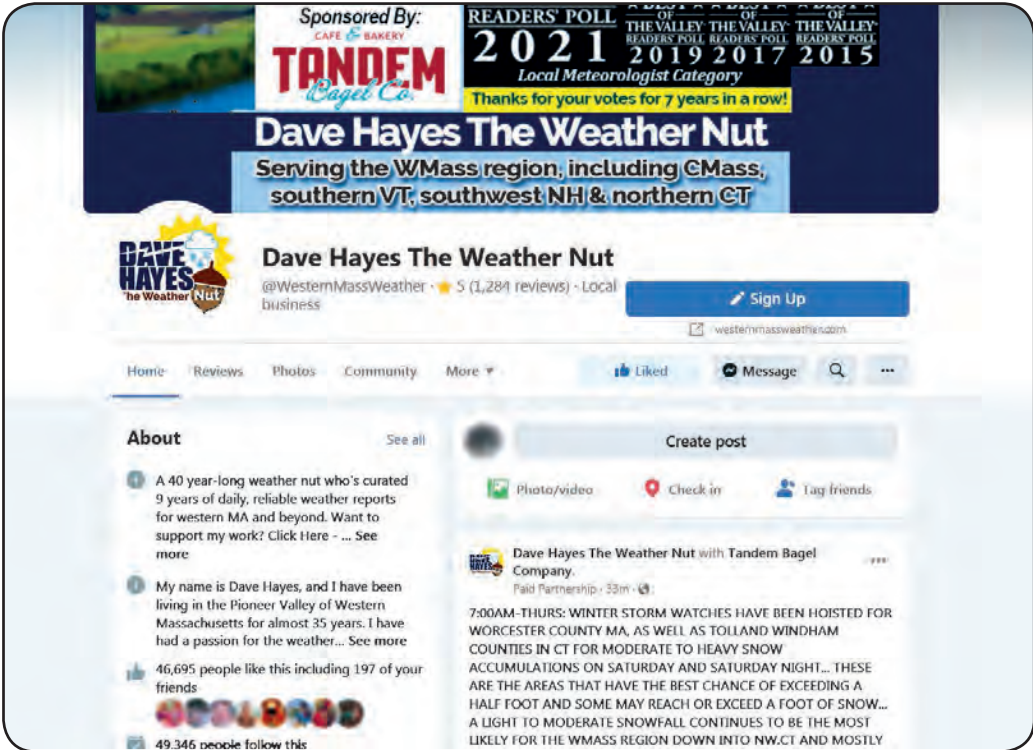 Sponsored By:
CAFE & BAKERY
TANDEM
Bagel Co.
READERS' POLL
2021
OF
THE VALLEY
READERS' POLL
2019
OF
THE VALLEY
READERS' POLL
2017
OF
THE VALLEY
READERS' POLL
2015
Local Meteorologist Category
Thanks for your votes for 7 years in a row!
Dave Hayes The Weather Nut
Serving the WMass region, including CMass,
southern VT, southwest NH & northern CT
DAVE
HAYES
The Weather Nut
Dave Hayes The Weather Nut
@WesternMassWeather · 5 (1,284 reviews) · Local
business
Sign Up
westernmassweather.com
Home Reviews Photos Community More
Liked Message
About See all
A 40 year-long weather nut who's curated
9 years of daily, reliable weather reports
for western MA and beyond. Want to
support my work? Click Here - ... See
more
My name is Dave Hayes, and I have been
living in the Pioneer Valley of Western
Massachusetts for almost 35 years. I have
had a passion for the weather... See more
46,695 people like this including 197 of your
friends
49,346 people follow this
Create post
Photo/video Check in Tag friends
DAVE
HAYES
Dave Hayes The Weather Nut with Tandem Bagel
Company.
Paid Partnership · 33m ·
7:00AM-THURS: WINTER STORM WATCHES HAVE BEEN HOISTED FOR
WORCESTER COUNTY MA, AS WELL AS TOLLAND WINDHAM
COUNTIES IN CT FOR MODERATE TO HEAVY SNOW
ACCUMULATIONS ON SATURDAY AND SATURDAY NIGHT... THESE
ARE THE AREAS THAT HAVE THE BEST CHANCE OF EXCEEDING A
HALF FOOT AND SOME MAY REACH OR EXCEED A FOOT OF SNOW...
A LIGHT TO MODERATE SNOWFALL CONTINUES TO BE THE MOST
LIKELY FOR THE WMASS REGION DOWN INTO NW.CT AND MOSTLY